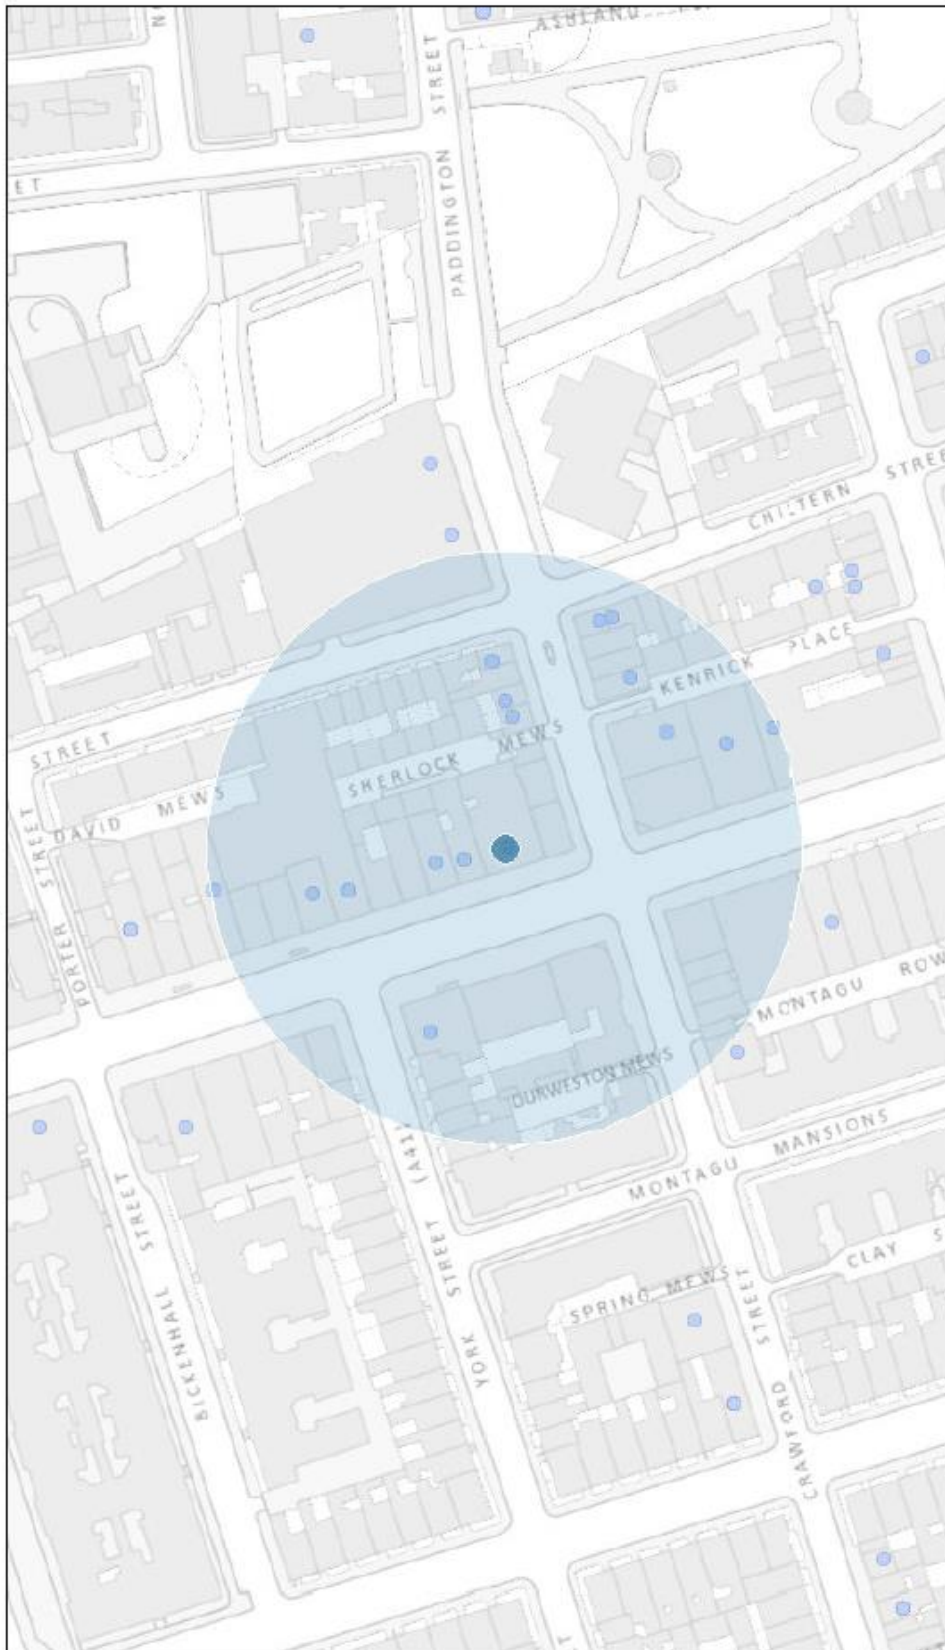 ASHLAND
STREET
ET
PADDINGTON
CHILTERN
KENRICK PLACE
SHERLOCK MEWS
STREET
DAVID MEWS
PORTER STREET
MONTAGU ROW
DURWESTON MEWS
MONTAGU MANSIONS
YORK STREET (A41)
BICKENHALL STREET
CLAY S
SPRING MEWS
CRAWFORD STREET